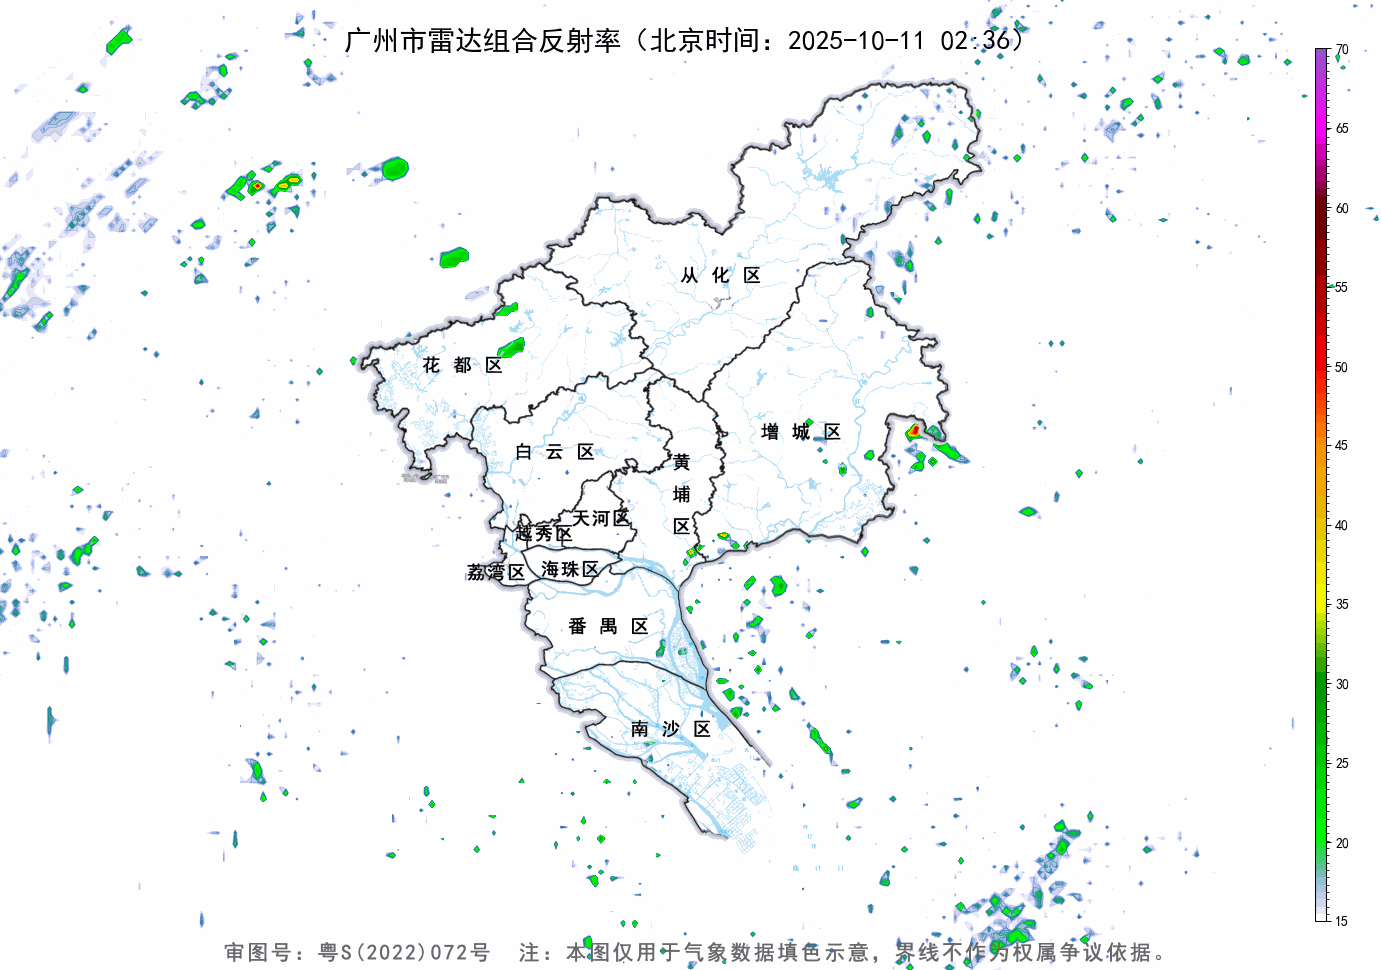 广州市雷达组合反射率（北京时间：2025-10-11 02:36）
70
65
60
55
50
45
40
35
30
25
20
15
从化区
花都区
增城区
白云区
黄埔区
天河区
越秀区
荔湾区
海珠区
番禺区
南沙区
审图号：粤S(2022)072号 注：本图仅用于气象数据填色示意，界线不作为权属争议依据。